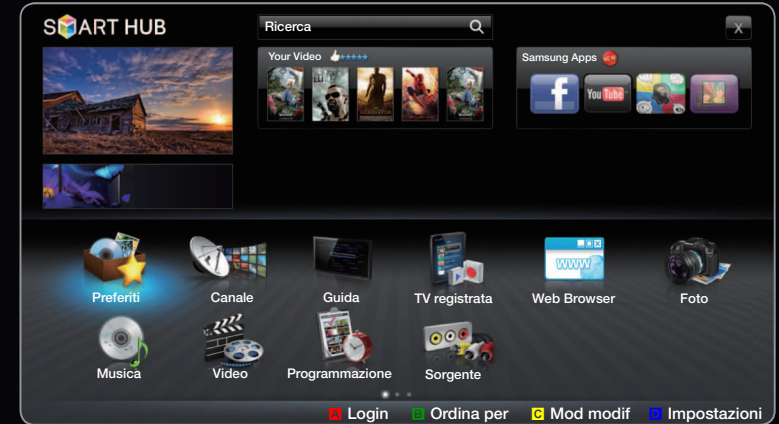 SMART HUB
Ricerca
X
Your Video
Samsung Apps
f
You Tube
Preferiti
Canale
Guida
WWW
TV registrata
Web Browser
Foto
Musica
Video
Programmazione
Sorgente
A Login B Ordina per C Mod modif D Impostazioni